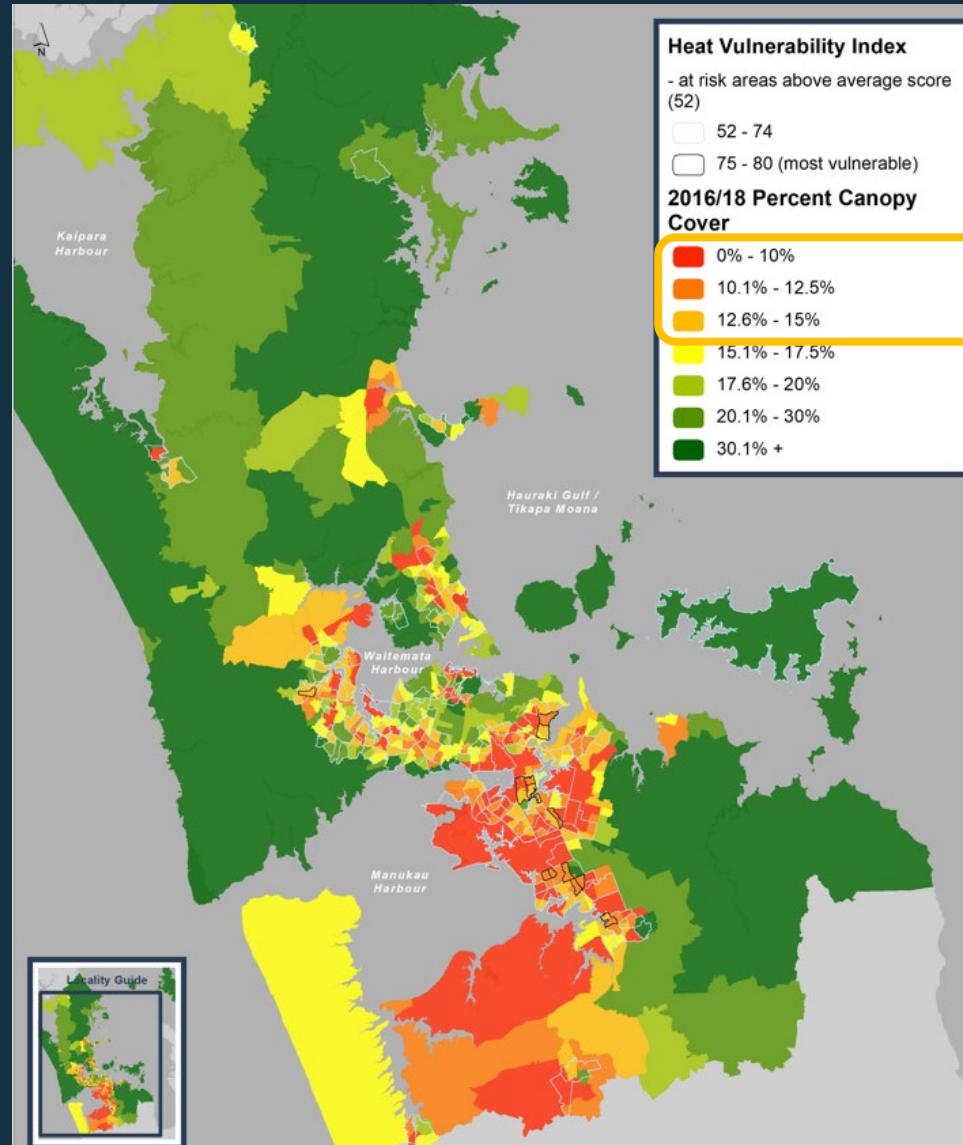 N
Heat Vulnerability Index
- at risk areas above average score
(52)
52 - 74
75 - 80 (most vulnerable)
2016/18 Percent Canopy
Cover
0% - 10%
10.1% - 12.5%
12.6% - 15%
15.1% - 17.5%
17.6% - 20%
20.1% - 30%
30.1% +
Kaipara
Harbour
Hauraki Gulf /
Tīkapa Moana
Waitemata
Harbour
Manukau
Harbour
Locality Guide